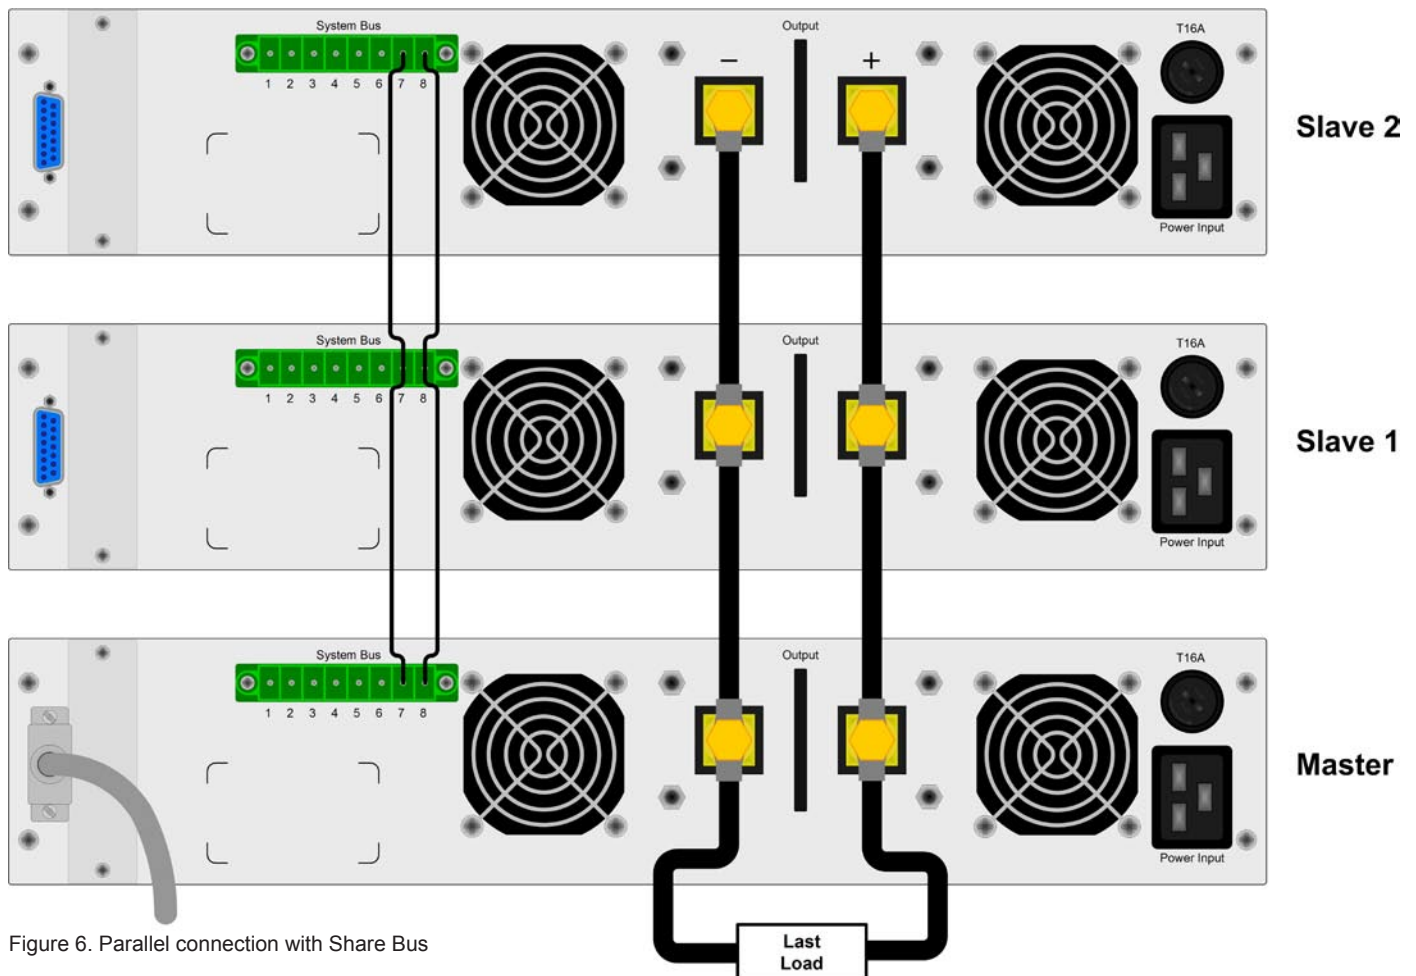 System Bus
Output
T16A
− +
1 2 3 4 5 6 7 8
Slave 2
Power Input
System Bus
Output
T16A
1 2 3 4 5 6 7 8
Slave 1
Power Input
System Bus
Output
T16A
1 2 3 4 5 6 7 8
Master
Power Input
Figure 6. Parallel connection with Share Bus
Last
Load